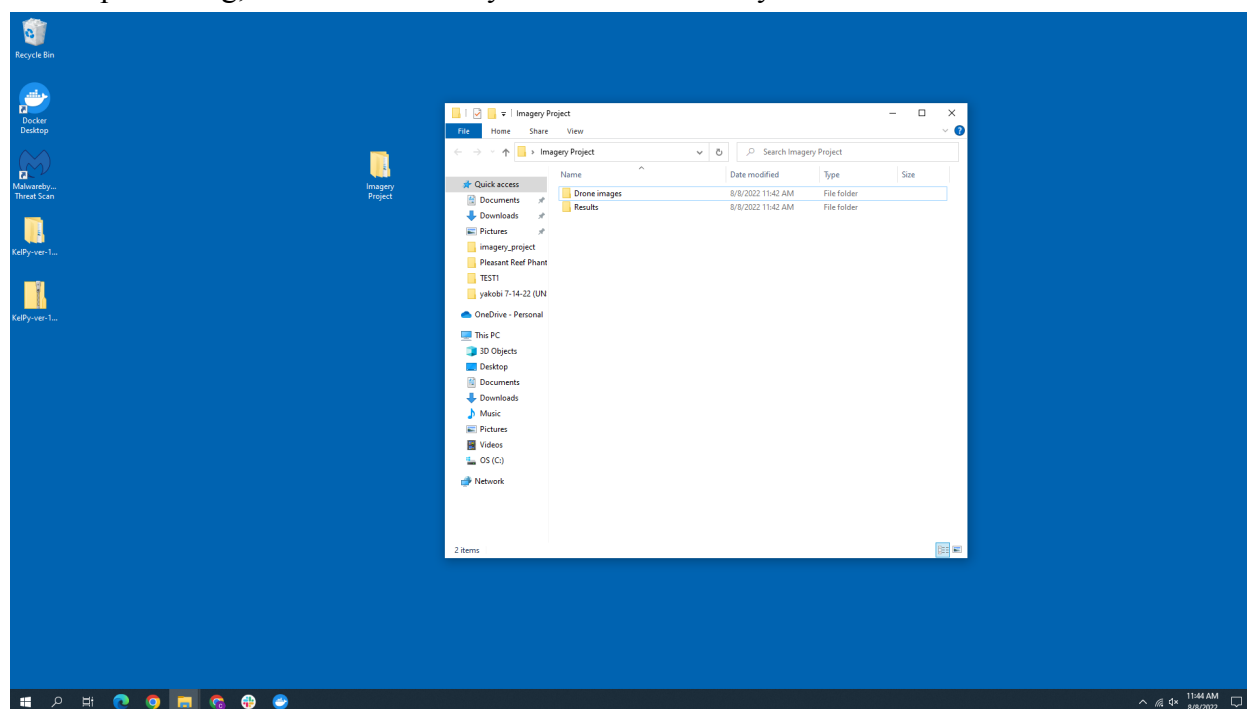 Recycle Bin
Docker
Desktop
Malwareby...
Threat Scan
KelPy-ver-1...
KelPy-ver-1...
Imagery
Project
Imagery Project
File Home Share View
Imagery Project
Search Imagery Project
Name Date modified Type Size
Drone images 8/8/2022 11:42 AM File folder
Results 8/8/2022 11:42 AM File folder
Quick access
Documents
Downloads
Pictures
imagery_project
Pleasant Reef Phant
TEST1
yakobi 7-14-22 (UN
OneDrive - Personal
This PC
3D Objects
Desktop
Documents
Downloads
Music
Pictures
Videos
OS (C:)
Network
2 items
11:44 AM
8/8/2022